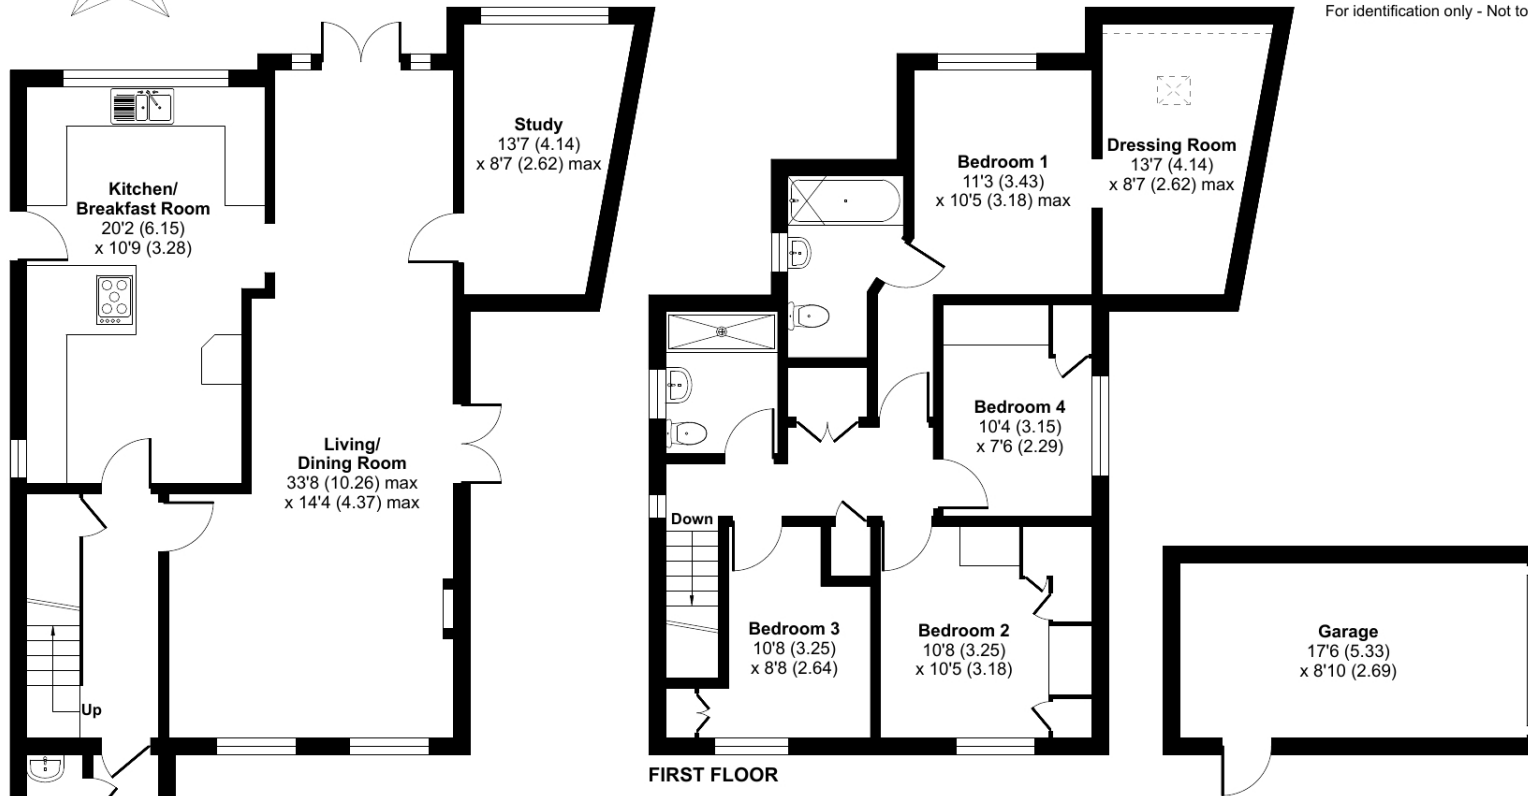 For identification only - Not to
Study
13'7 (4.14)
x 8'7 (2.62) max
Kitchen/
Breakfast Room
20'2 (6.15)
x 10'9 (3.28)
Living/
Dining Room
33'8 (10.26) max
x 14'4 (4.37) max
Up
Bedroom 1
11'3 (3.43)
x 10'5 (3.18) max
Dressing Room
13'7 (4.14)
x 8'7 (2.62) max
Bedroom 4
10'4 (3.15)
x 7'6 (2.29)
Down
Bedroom 3
10'8 (3.25)
x 8'8 (2.64)
Bedroom 2
10'8 (3.25)
x 10'5 (3.18)
FIRST FLOOR
Garage
17'6 (5.33)
x 8'10 (2.69)